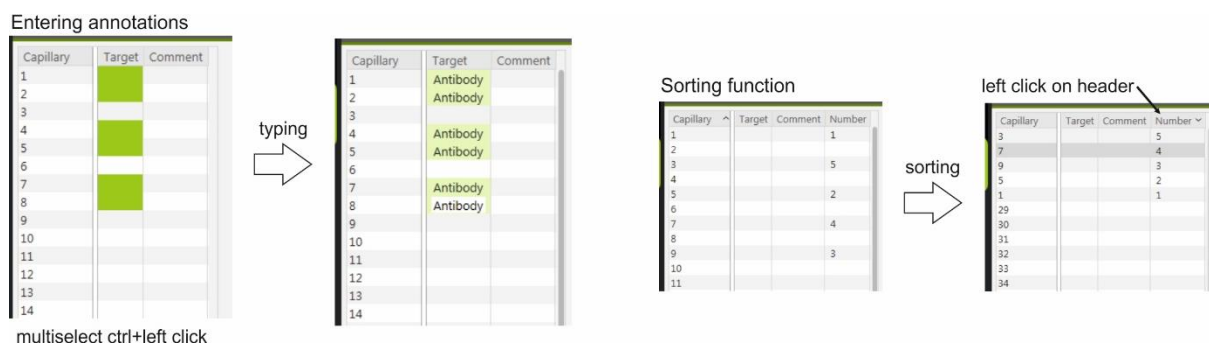 Entering annotations
Capillary Target Comment
1
2
3
4
5
6
7
8
9
10
11
12
13
14
multiselect ctrl+left click
typing
Capillary Target Comment
1 Antibody
2 Antibody
3
4 Antibody
5 Antibody
6
7 Antibody
8 Antibody
9
10
11
12
13
14
Sorting function
Capillary Target Comment Number
1 1
2
3 5
4
5 2
6
7 4
8
9 3
10
11
sorting
left click on header
Capillary Target Comment Number
3 5
7 4
9 3
5 2
1 1
29
30
31
32
33
34